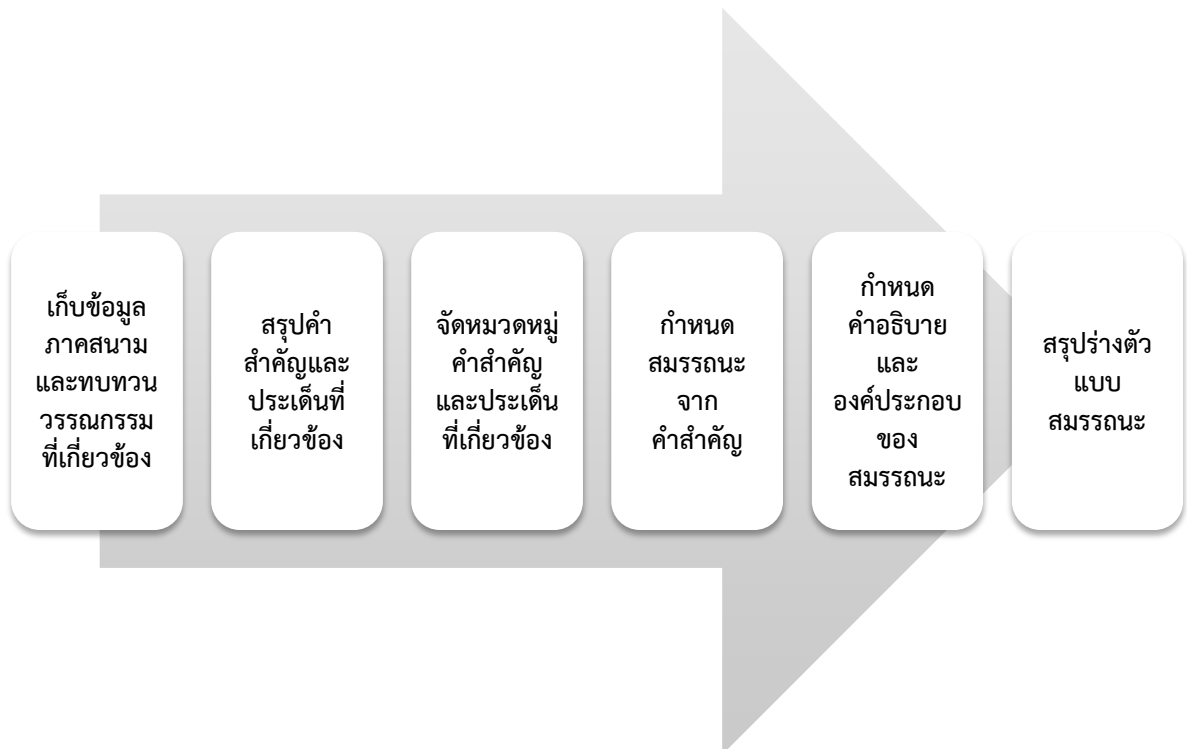 เก็บข้อมูล
ภาคสนาม
และทบทวน
วรรณกรรม
ที่เกี่ยวข้อง
สรุปคำ
สำคัญและ
ประเด็นที่
เกี่ยวข้อง
จัดหมวดหมู่
คำสำคัญ
และประเด็น
ที่เกี่ยวข้อง
กำหนด
สมรรถนะ
จาก
คำสำคัญ
กำหนด
คำอธิบาย
และ
องค์ประกอบ
ของ
สมรรถนะ
สรุปร่างตัว
แบบ
สมรรถนะ